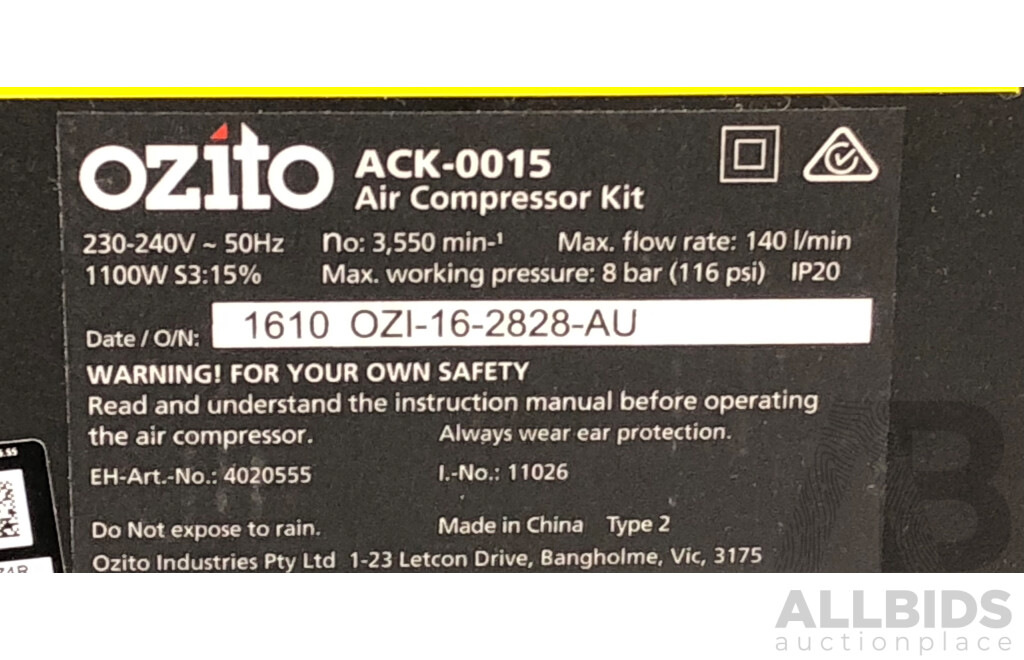 ozito ACK-0015
Air Compressor Kit
230-240V ~ 50Hz no: 3,550 min-¹ Max. flow rate: 140 l/min
1100W S3:15% Max. working pressure: 8 bar (116 psi) IP20
Date / O/N: 1610 OZI-16-2828-AU
WARNING! FOR YOUR OWN SAFETY
Read and understand the instruction manual before operating
the air compressor. Always wear ear protection.
EH-Art.-No.: 4020555 I.-No.: 11026
Do Not expose to rain. Made in China Type 2
Ozito Industries Pty Ltd 1-23 Letcon Drive, Bangholme, Vic, 3175
ALLBIDS
auctionplace